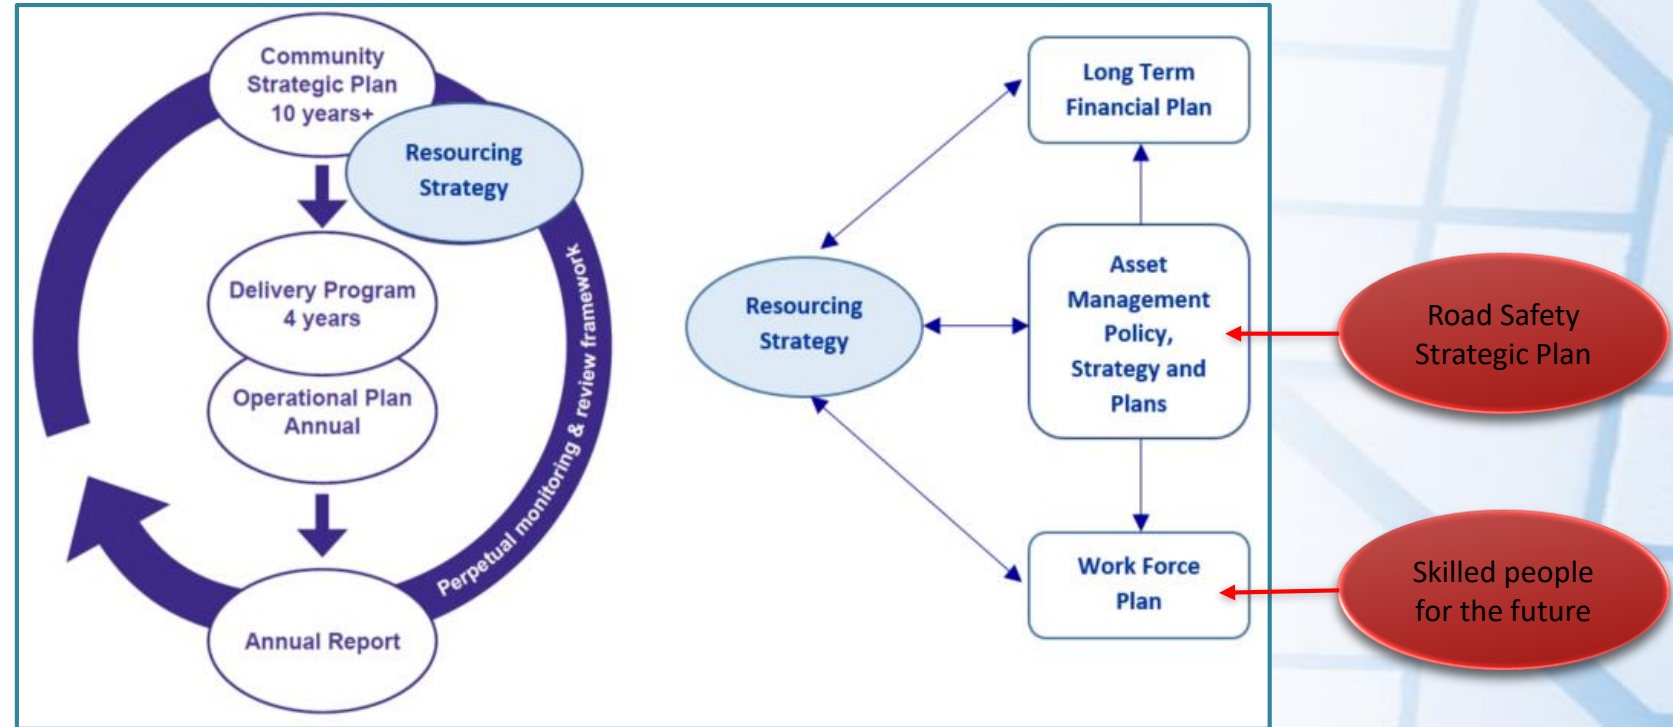 Community
Strategic Plan
10 years+
Resourcing
Strategy
Delivery Program
4 years
Operational Plan
Annual
Annual Report
Perpetual monitoring & review framework
Long Term
Financial Plan
Resourcing
Strategy
Asset
Management
Policy,
Strategy and
Plans
Work Force
Plan
Road Safety
Strategic Plan
Skilled people
for the future